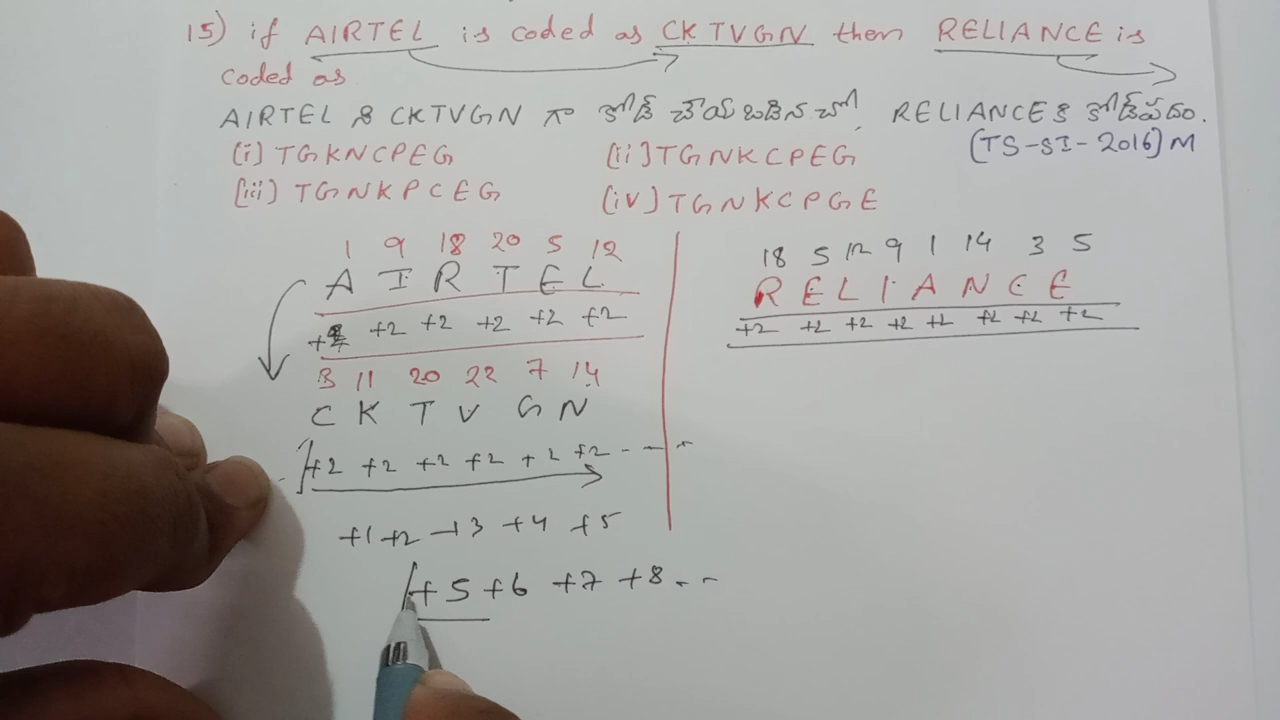 15) if AIRTEL is coded as CKTVGN then RELIANCE is
coded as
AIRTEL కి CKTVGN గా కోడ్ చేయబడిన చో, RELIANCE కి కోడ్ పదం.
(TS-SI-2016) M
(i) TGKNCPEG (ii) TGNKCPEG
(iii) TGNKPCEG (iv) TGNKCPGE
1 9 18 20 5 12
A I R T E L
+2 +2 +2 +2 +2
3 11 20 22 7 14
C K T V G N
+2 +2 +2 +2 +2 +2 - - -
+1 +2 +3 +4 +5
+5 +6 +7 +8 - -
18 5 12 9 1 14 3 5
R E L I A N C E
+2 +2 +2 +2 +2 +2 +2 +2